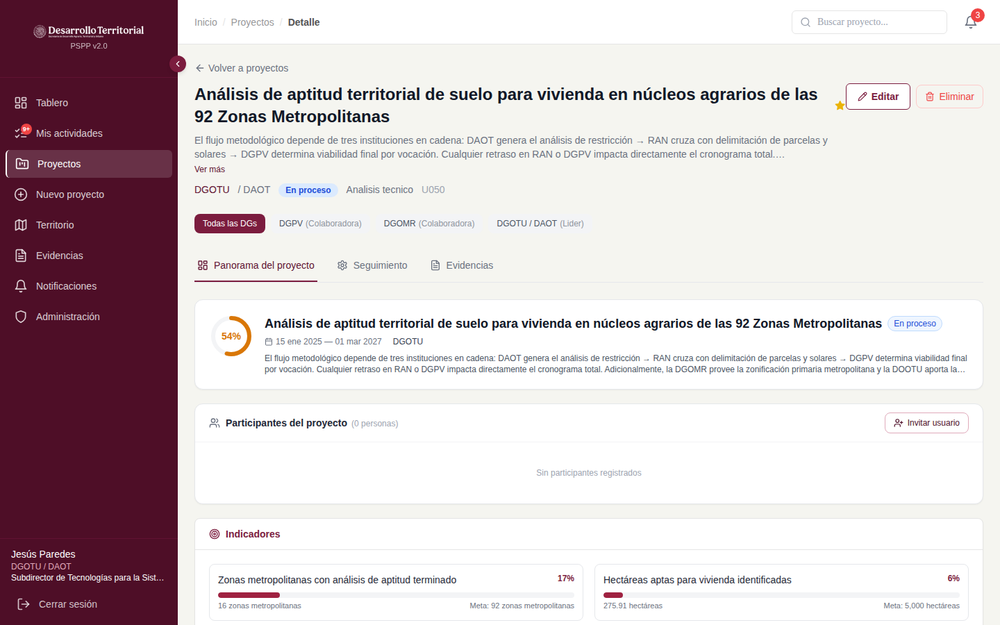 Desarrollo Territorial
Secretaría de Desarrollo Agrario, Territorial y Urbano
PSPP v2.0
Tablero
9+
Mis actividades
Proyectos
Nuevo proyecto
Territorio
Evidencias
Notificaciones
Administración
Jesús Paredes
DGOTU / DAOT
Subdirector de Tecnologías para la Sist…
Cerrar sesión
Inicio / Proyectos / Detalle
Buscar proyecto...
3
Volver a proyectos
Análisis de aptitud territorial de suelo para vivienda en núcleos agrarios de las
92 Zonas Metropolitanas
Editar
Eliminar
El flujo metodológico depende de tres instituciones en cadena: DAOT genera el análisis de restricción → RAN cruza con delimitación de parcelas y
solares → DGPV determina viabilidad final por vocación. Cualquier retraso en RAN o DGPV impacta directamente el cronograma total.…
Ver más
DGOTU / DAOT En proceso Analisis tecnico U050
Todas las DGs DGPV (Colaboradora) DGOMR (Colaboradora) DGOTU / DAOT (Lider)
Panorama del proyecto Seguimiento Evidencias
54%
Análisis de aptitud territorial de suelo para vivienda en núcleos agrarios de las 92 Zonas Metropolitanas En proceso
15 ene 2025 — 01 mar 2027 DGOTU
El flujo metodológico depende de tres instituciones en cadena: DAOT genera el análisis de restricción → RAN cruza con delimitación de parcelas y solares → DGPV determina viabilidad final
por vocación. Cualquier retraso en RAN o DGPV impacta directamente el cronograma total. Adicionalmente, la DGOMR provee la zonificación primaria metropolitana y la DOOTU aporta la…
Participantes del proyecto (0 personas)
Invitar usuario
Sin participantes registrados
Indicadores
Zonas metropolitanas con análisis de aptitud terminado 17%
16 zonas metropolitanas Meta: 92 zonas metropolitanas
Hectáreas aptas para vivienda identificadas 6%
275.91 hectáreas Meta: 5,000 hectáreas